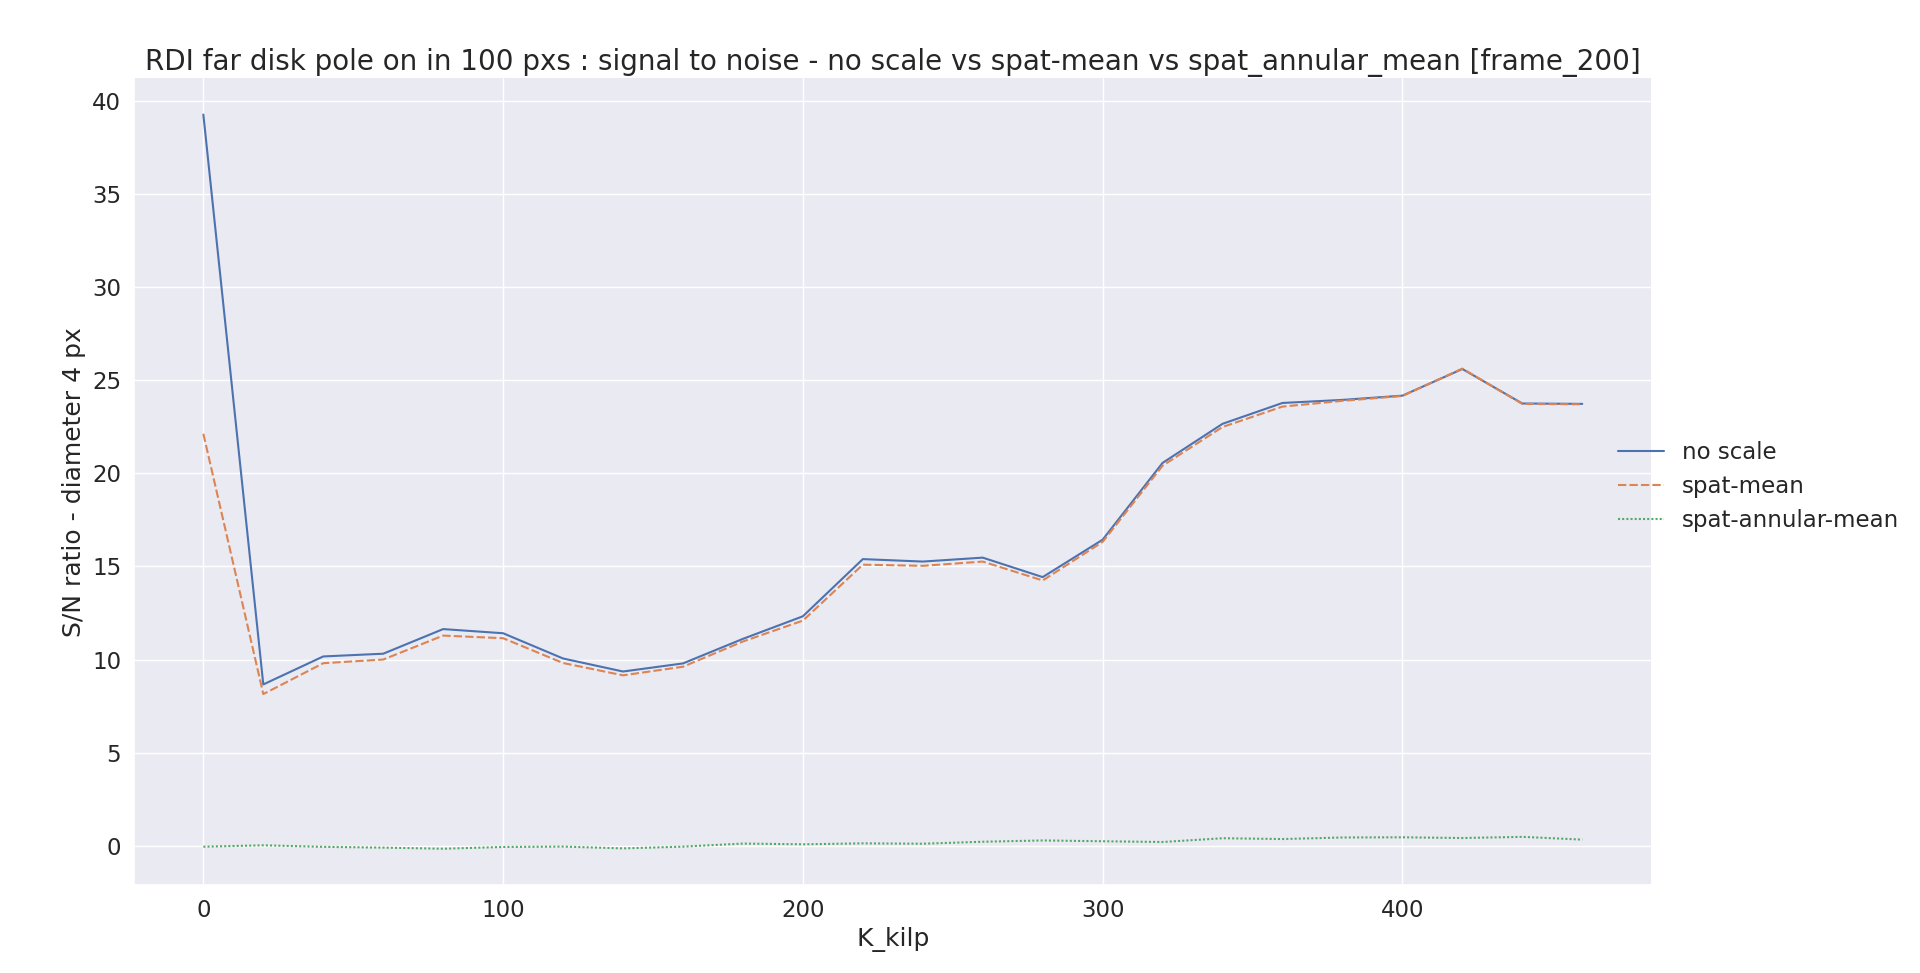 RDI far disk pole on in 100 pxs : signal to noise - no scale vs spat-mean vs spat_annular_mean [frame_200]
S/N ratio - diameter 4 px
40
35
30
25
20
15
10
5
0
0 100 200 300 400
K_kilp
no scale
spat-mean
spat-annular-mean